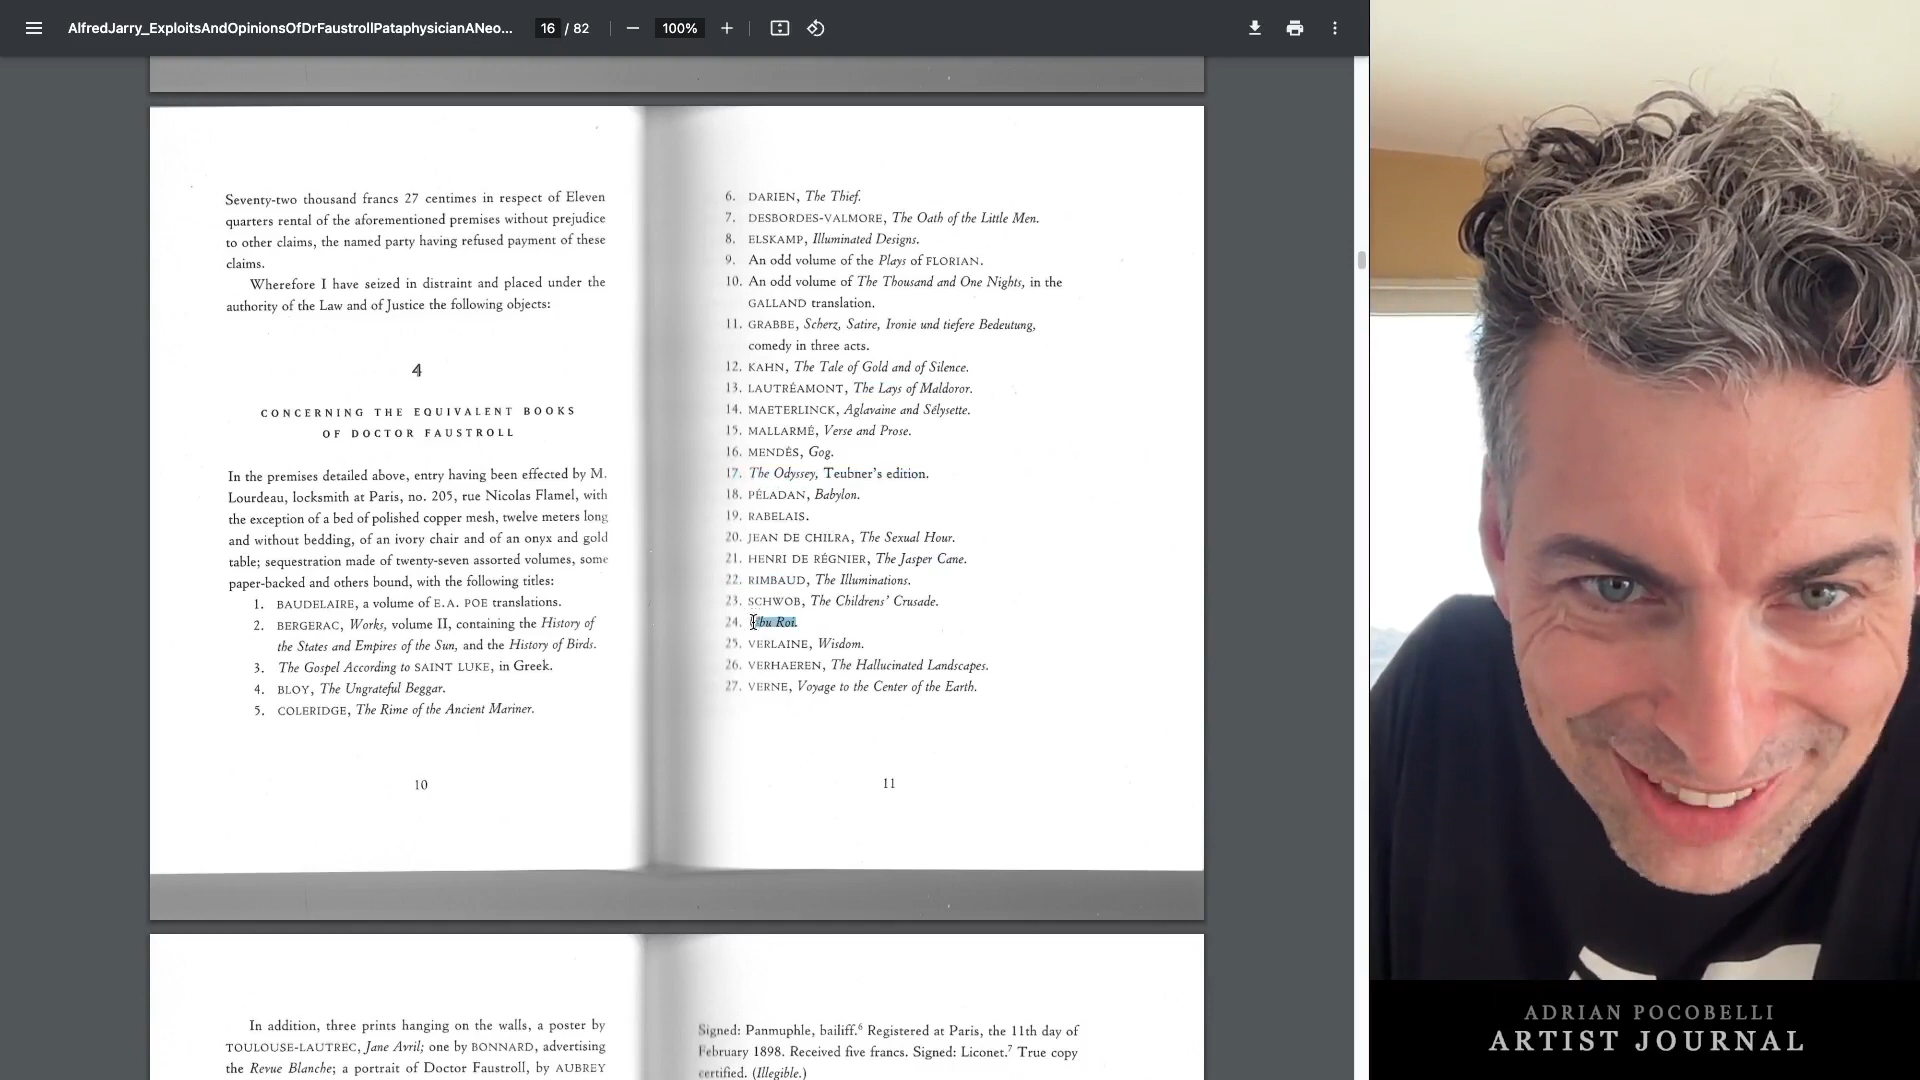 AlfredJarry_ExploitsAndOpinionsOfDrFaustrollPataphysicianANeo...
16 / 82
100%
Seventy-two thousand francs 27 centimes in respect of Eleven
quarters rental of the aforementioned premises without prejudice
to other claims, the named party having refused payment of these
claims.
Wherefore I have seized in distraint and placed under the
authority of the Law and of Justice the following objects:
4
CONCERNING THE EQUIVALENT BOOKS
OF DOCTOR FAUSTROLL
In the premises detailed above, entry having been effected by M.
Lourdeau, locksmith at Paris, no. 205, rue Nicolas Flamel, with
the exception of a bed of polished copper mesh, twelve meters long
and without bedding, of an ivory chair and of an onyx and gold
table; sequestration made of twenty-seven assorted volumes, some
paper-backed and others bound, with the following titles:
1. BAUDELAIRE, a volume of E.A. POE translations.
2. BERGERAC, Works, volume II, containing the History of
the States and Empires of the Sun, and the History of Birds.
3. The Gospel According to SAINT LUKE, in Greek.
4. BLOY, The Ungrateful Beggar.
5. COLERIDGE, The Rime of the Ancient Mariner.
10
6. DARIEN, The Thief.
7. DESBORDES-VALMORE, The Oath of the Little Men.
8. ELSKAMP, Illuminated Designs.
9. An odd volume of the Plays of FLORIAN.
10. An odd volume of The Thousand and One Nights, in the
GALLAND translation.
11. GRABBE, Scherz, Satire, Ironie und tiefere Bedeutung,
comedy in three acts.
12. KAHN, The Tale of Gold and of Silence.
13. LAUTRÉAMONT, The Lays of Maldoror.
14. MAETERLINCK, Aglavaine and Sélysette.
15. MALLARMÉ, Verse and Prose.
16. MENDÈS, Gog.
17. The Odyssey, Teubner's edition.
18. PÉLADAN, Babylon.
19. RABELAIS.
20. JEAN DE CHILRA, The Sexual Hour.
21. HENRI DE RÉGNIER, The Jasper Cane.
22. RIMBAUD, The Illuminations.
23. SCHWOB, The Childrens' Crusade.
24. Ubu Roi.
25. VERLAINE, Wisdom.
26. VERHAEREN, The Hallucinated Landscapes.
27. VERNE, Voyage to the Center of the Earth.
11
In addition, three prints hanging on the walls, a poster by
TOULOUSE-LAUTREC, Jane Avril; one by BONNARD, advertising
the Revue Blanche; a portrait of Doctor Faustroll, by AUBREY
Signed: Panmuphle, bailiff.6 Registered at Paris, the 11th day of
February 1898. Received five francs. Signed: Liconet.7 True copy
certified. (Illegible.)
ADRIAN POCOBELLI
ARTIST JOURNAL